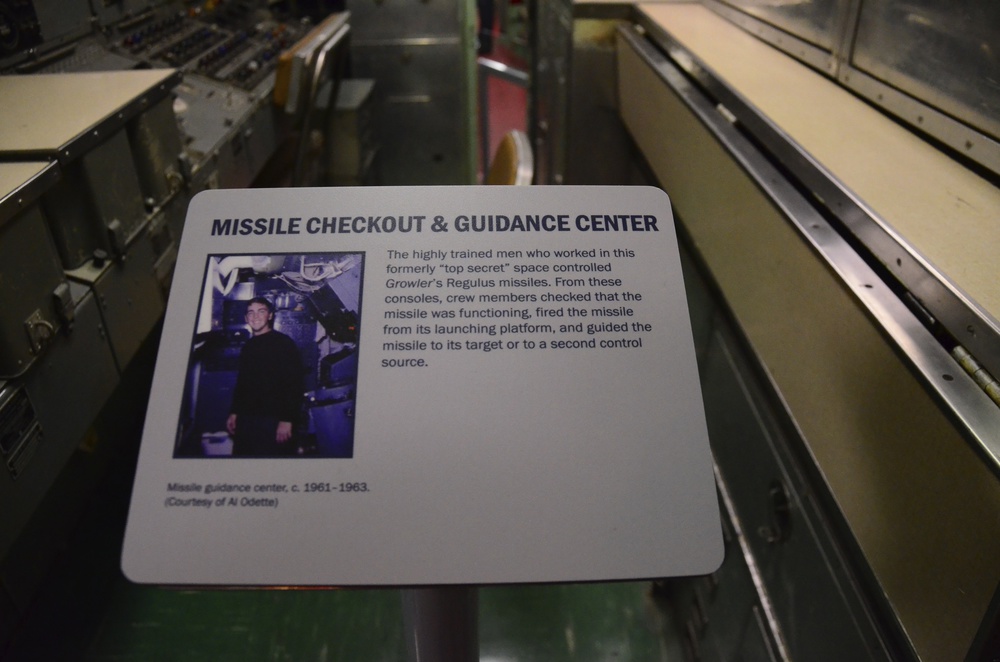 MISSILE CHECKOUT & GUIDANCE CENTER
The highly trained men who worked in this
formerly "top secret" space controlled
Growler's Regulus missiles. From these
consoles, crew members checked that the
missile was functioning, fired the missile
from its launching platform, and guided the
missile to its target or to a second control
source.
Missile guidance center, c. 1961–1963.
(Courtesy of Al Odette)